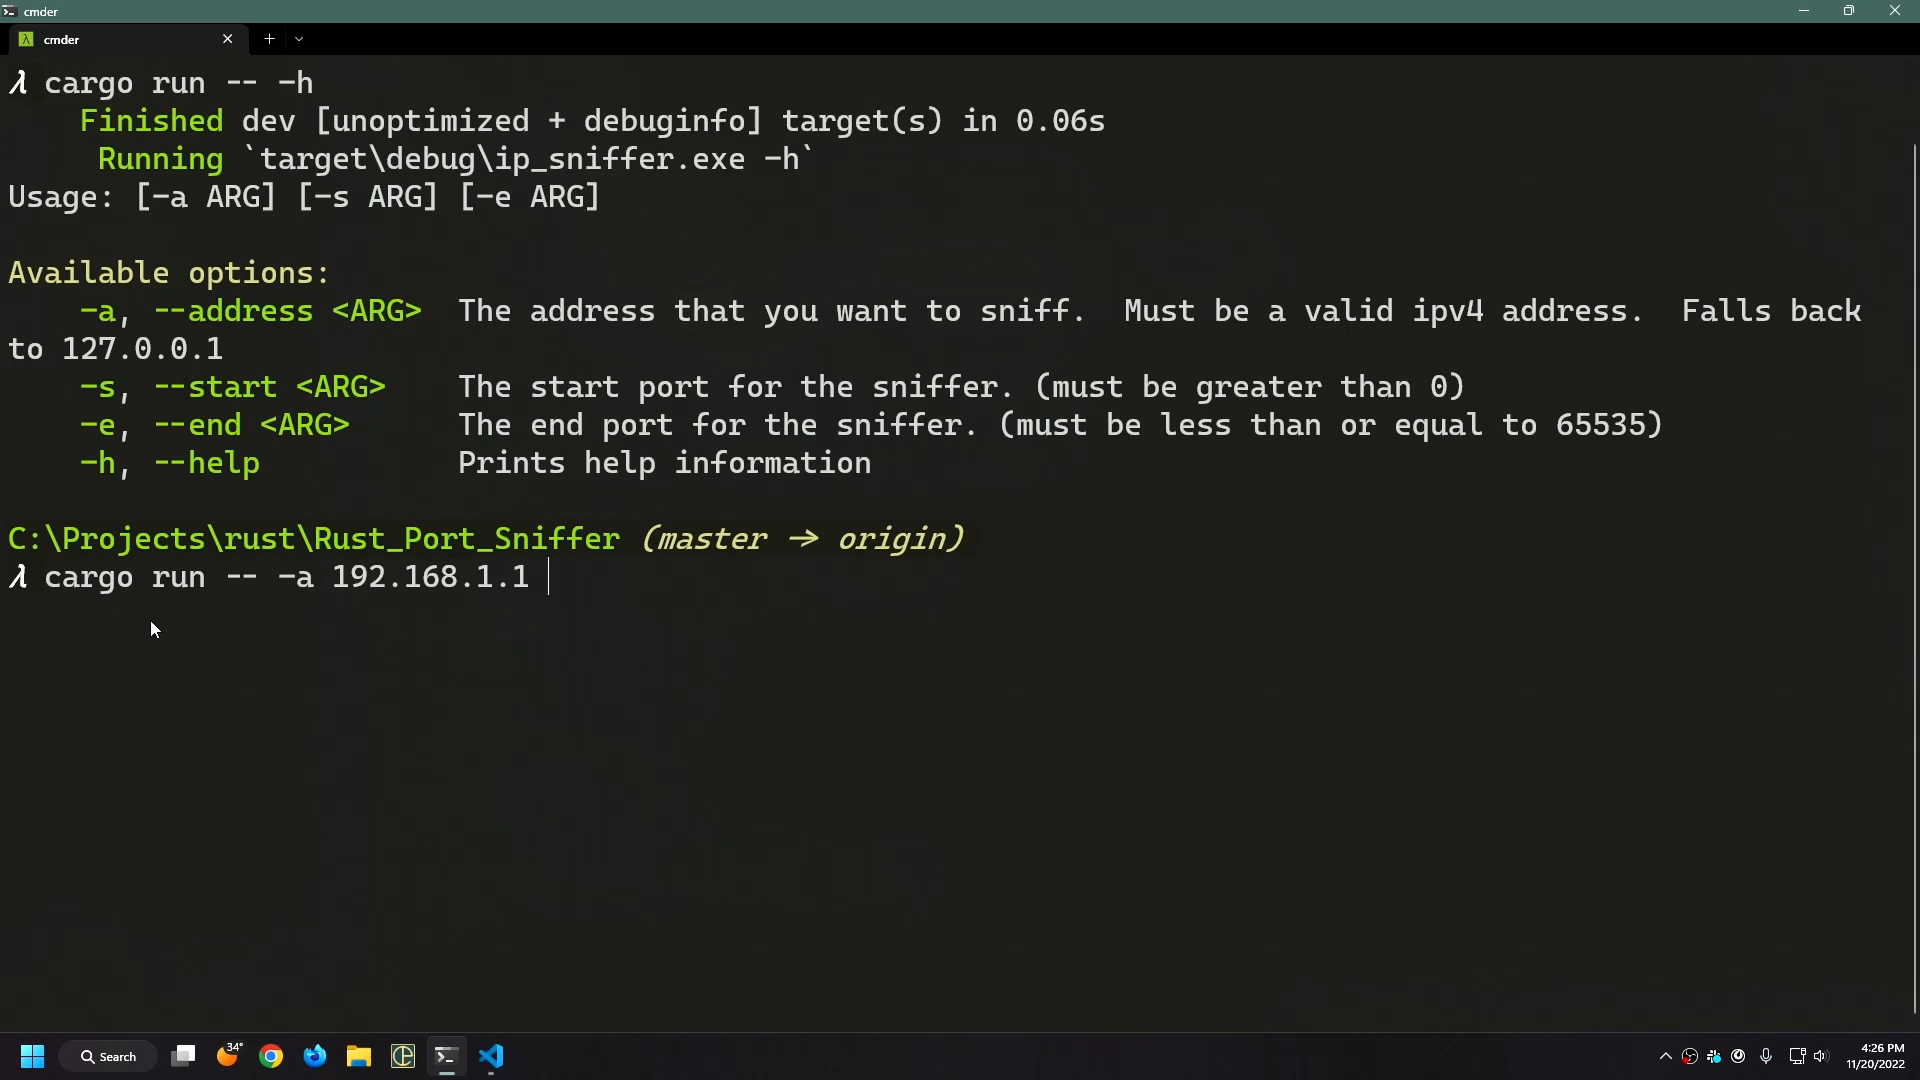 cmder
cmder
λ cargo run -- -h
    Finished dev [unoptimized + debuginfo] target(s) in 0.06s
     Running `target\debug\ip_sniffer.exe -h`
Usage: [-a ARG] [-s ARG] [-e ARG]
Available options:
    -a, --address <ARG>  The address that you want to sniff.  Must be a valid ipv4 address.  Falls back
to 127.0.0.1
    -s, --start <ARG>    The start port for the sniffer. (must be greater than 0)
    -e, --end <ARG>      The end port for the sniffer. (must be less than or equal to 65535)
    -h, --help           Prints help information
C:\Projects\rust\Rust_Port_Sniffer (master -> origin)
λ cargo run -- -a 192.168.1.1
34°
Search
4:26 PM
11/20/2022